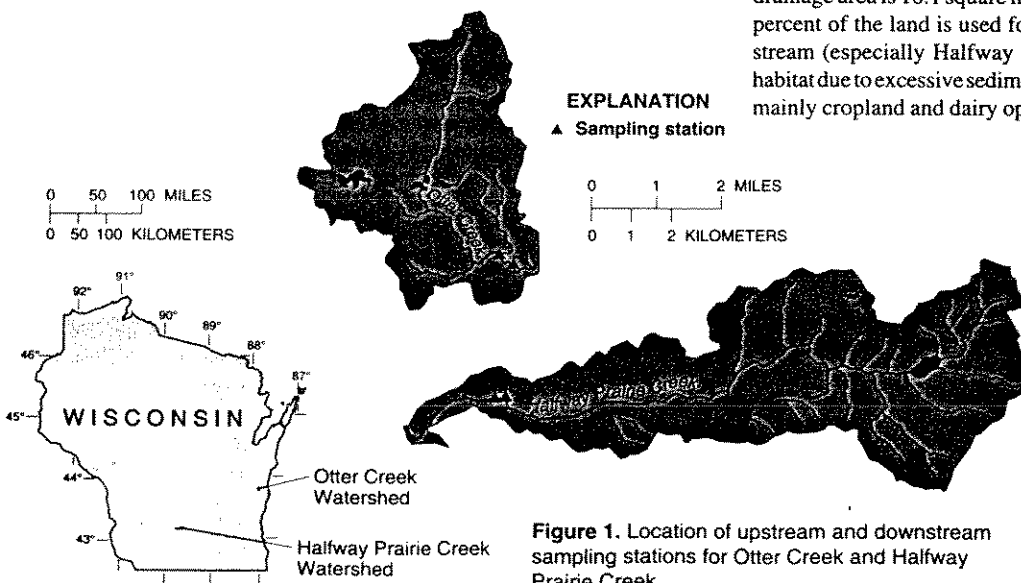 drainage area is 16.1 square
percent of the land is used
stream (especially Halfway
habitat due to excessive
mainly cropland and dairy
EXPLANATION
▲ Sampling station
0 50 100 MILES
0 50 100 KILOMETERS
0 1 2 MILES
0 1 2 KILOMETERS
Otter Creek
Halfway Prairie Creek
92°
91°
90°
89°
88°
87°
46°
45°
44°
43°
WISCONSIN
Otter Creek
Watershed
Halfway Prairie Creek
Watershed
Figure 1. Location of upstream and downstream
sampling stations for Otter Creek and Halfway
Prairie Creek